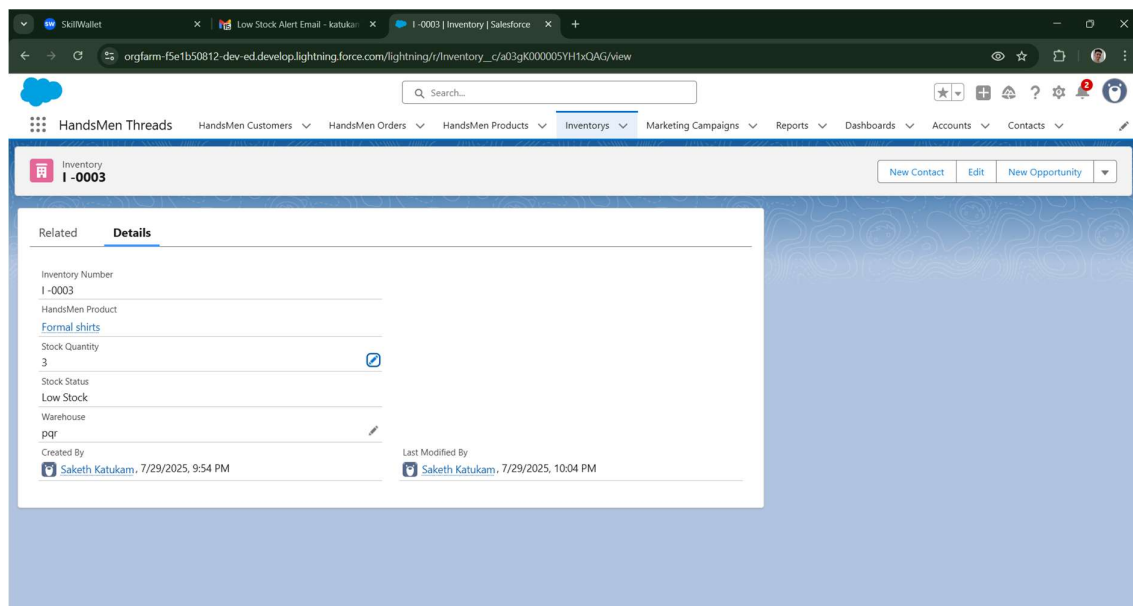 SkillWallet
Low Stock Alert Email - katukan
I -0003 | Inventory | Salesforce
orgfarm-f5e1b50812-dev-ed.develop.lightning.force.com/lightning/r/Inventory__c/a03gK000005YH1xQAG/view
Search...
2
HandsMen Threads
HandsMen Customers
HandsMen Orders
HandsMen Products
Inventorys
Marketing Campaigns
Reports
Dashboards
Accounts
Contacts
Inventory
I -0003
New Contact
Edit
New Opportunity
Related
Details
Inventory Number
I -0003
HandsMen Product
Formal shirts
Stock Quantity
3
Stock Status
Low Stock
Warehouse
pqr
Created By
Saketh Katukam, 7/29/2025, 9:54 PM
Last Modified By
Saketh Katukam, 7/29/2025, 10:04 PM